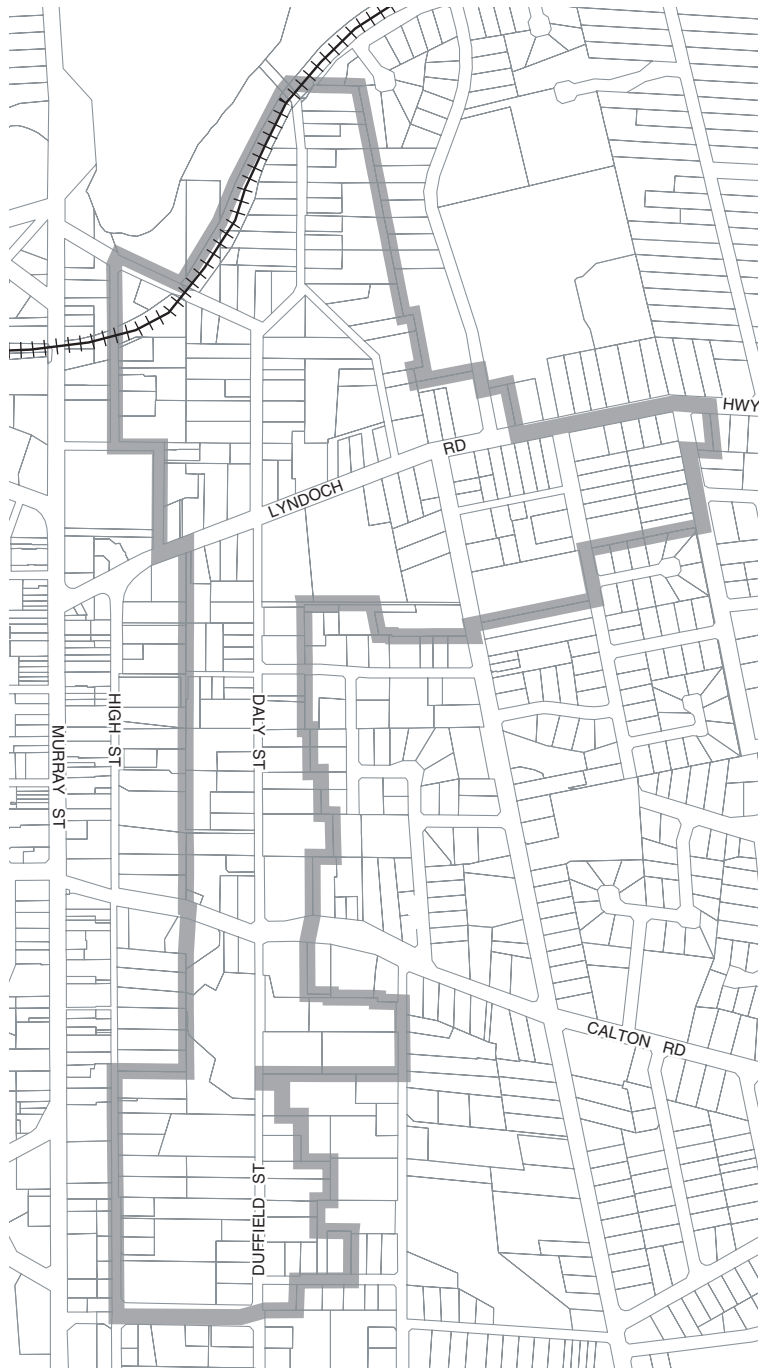 HWY
LYNDOCH RD
HIGH ST
DALY ST
MURRAY ST
CALTON RD
DUFFIELD ST